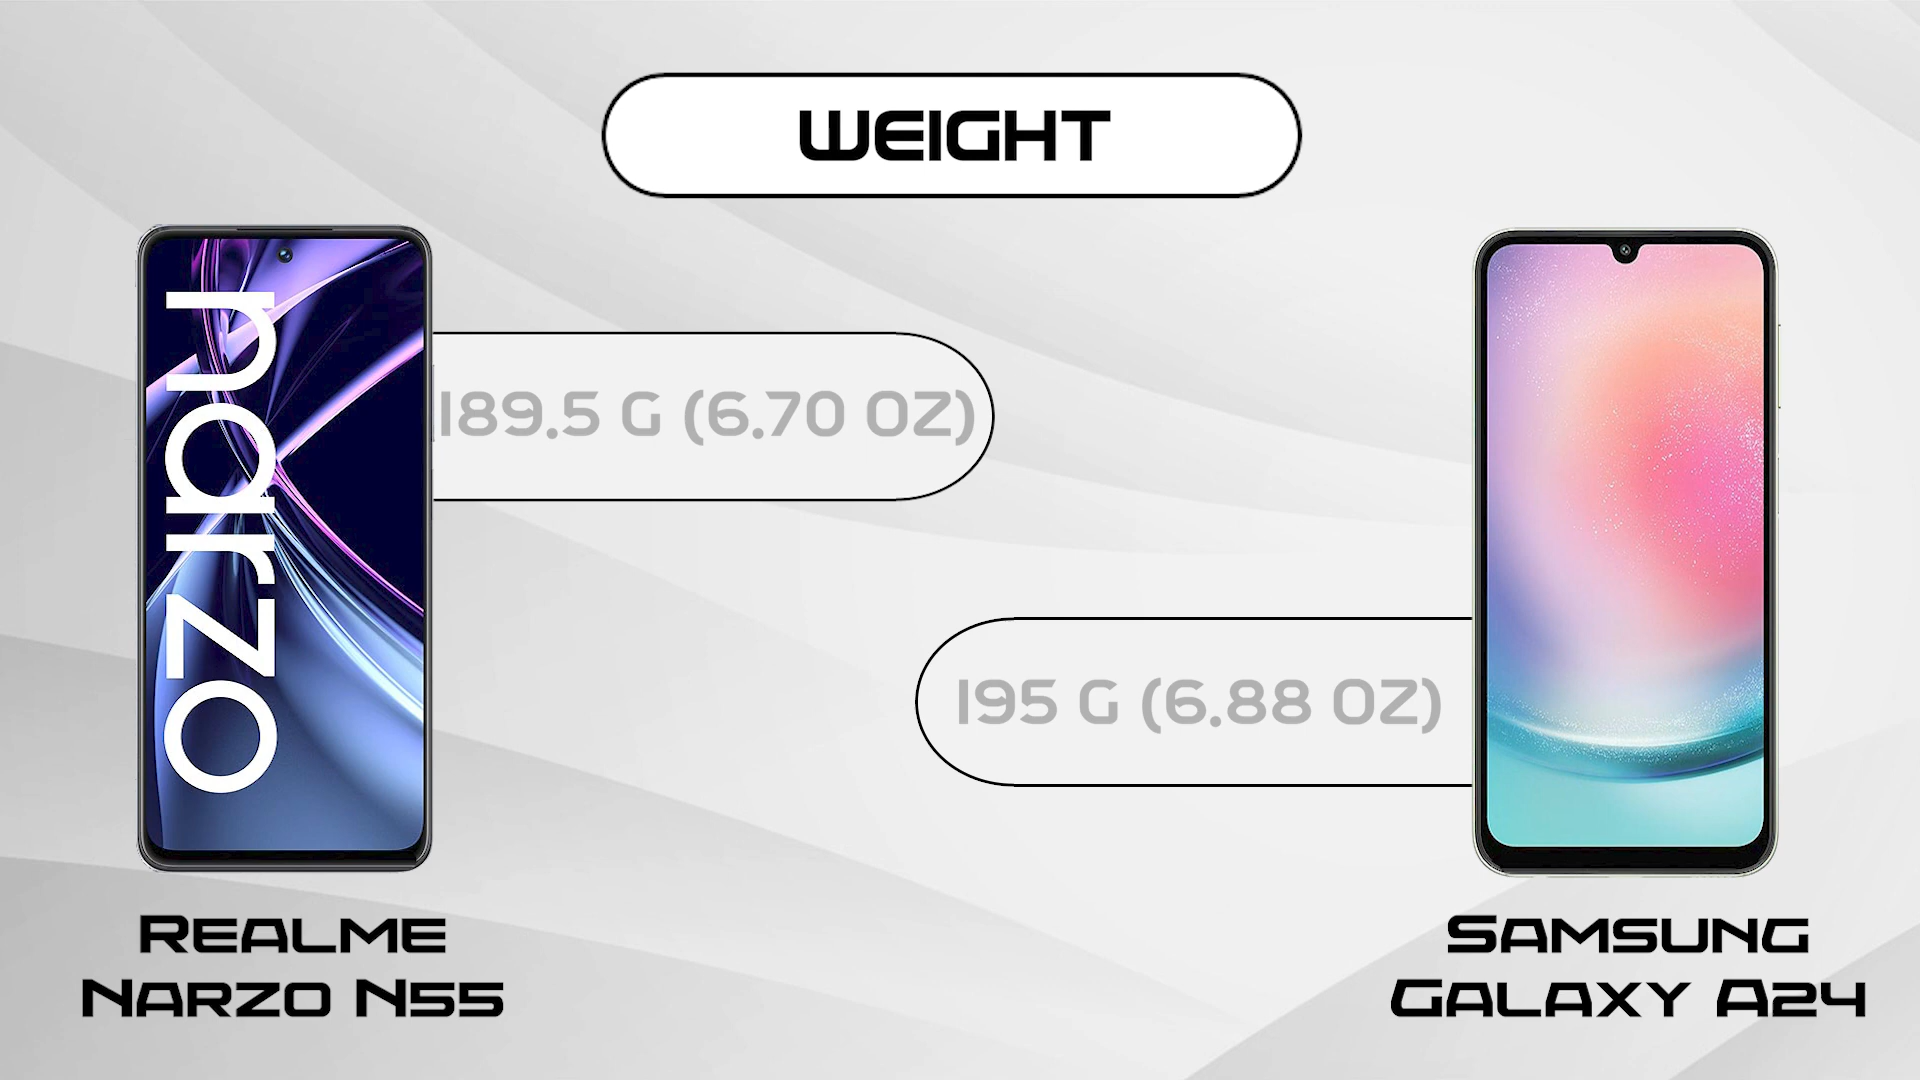 WEIGHT
narzo
189.5 G (6.70 OZ)
195 G (6.88 OZ)
REALME
NARZO N55
SAMSUNG
GALAXY A24